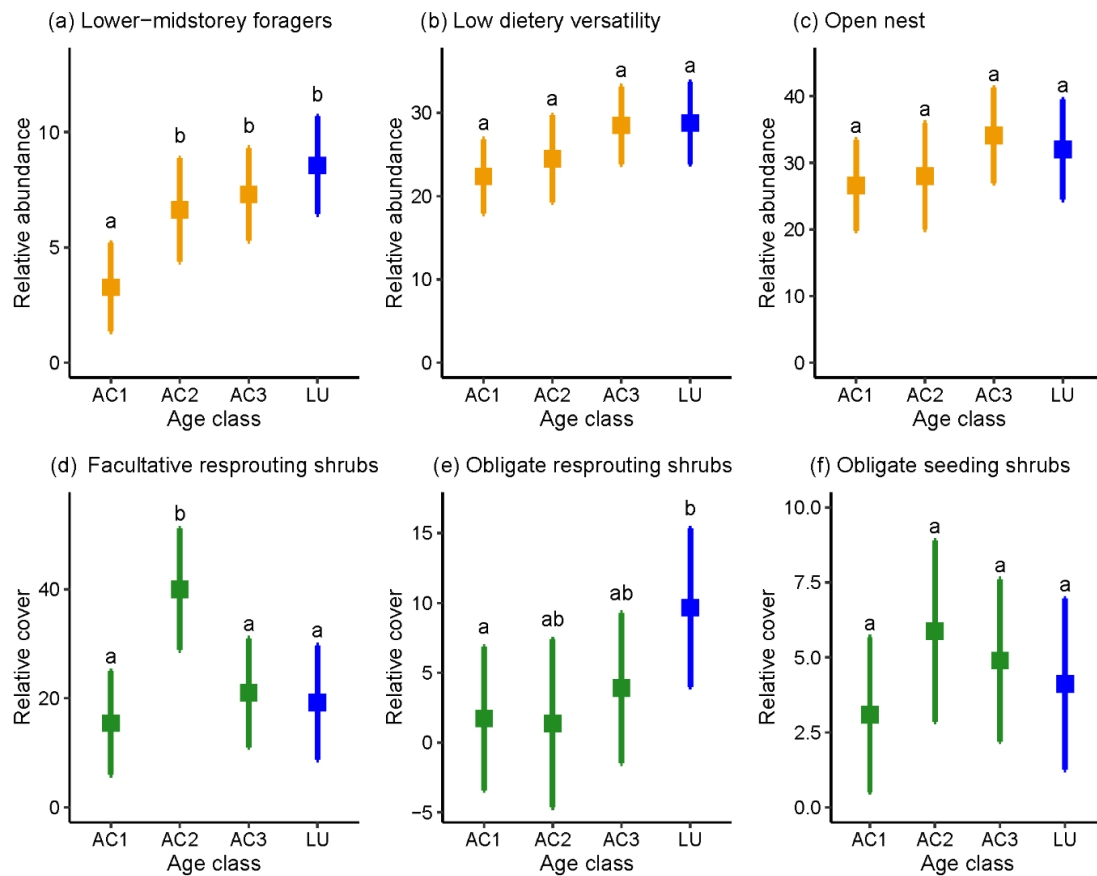 (a) Lower−midstorey foragers
Relative abundance
10
5
0
a
b
b
b
AC1 AC2 AC3 LU
Age class
(b) Low dietery versatility
Relative abundance
30
20
10
0
a
a
a
a
AC1 AC2 AC3 LU
Age class
(c) Open nest
Relative abundance
40
30
20
10
0
a
a
a
a
AC1 AC2 AC3 LU
Age class
(d) Facultative resprouting shrubs
Relative cover
40
20
0
a
b
a
a
AC1 AC2 AC3 LU
Age class
(e) Obligate resprouting shrubs
Relative cover
15
10
5
0
−5
a
ab
ab
b
AC1 AC2 AC3 LU
Age class
(f) Obligate seeding shrubs
Relative cover
10.0
7.5
5.0
2.5
0.0
a
a
a
a
AC1 AC2 AC3 LU
Age class